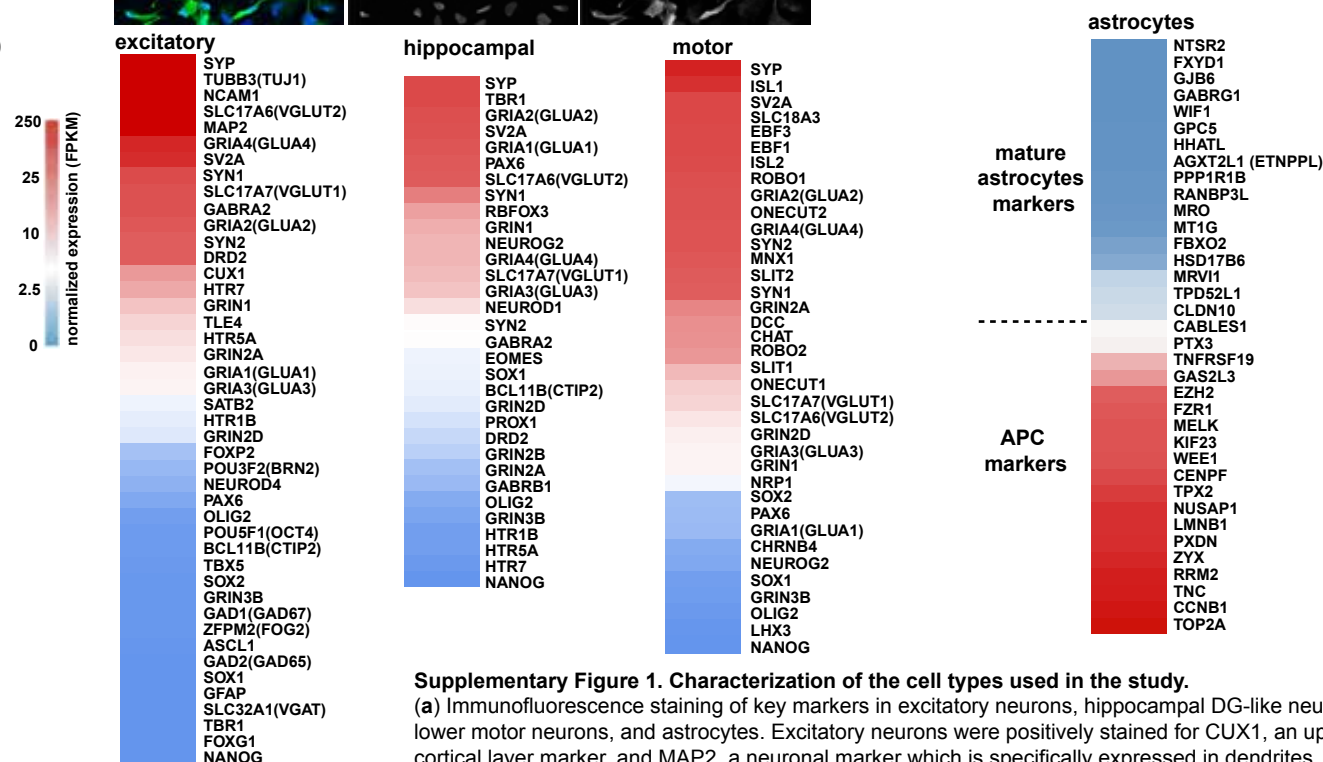 )
250
25
10
2.5
0
normalized expression (FPKM)
excitatory
SYP
TUBB3(TUJ1)
NCAM1
SLC17A6(VGLUT2)
MAP2
GRIA4(GLUA4)
SV2A
SYN1
SLC17A7(VGLUT1)
GABRA2
GRIA2(GLUA2)
SYN2
DRD2
CUX1
HTR7
GRIN1
TLE4
HTR5A
GRIN2A
GRIA1(GLUA1)
GRIA3(GLUA3)
SATB2
HTR1B
GRIN2D
FOXP2
POU3F2(BRN2)
NEUROD4
PAX6
OLIG2
POU5F1(OCT4)
BCL11B(CTIP2)
TBX5
SOX2
GRIN3B
GAD1(GAD67)
ZFPM2(FOG2)
ASCL1
GAD2(GAD65)
SOX1
GFAP
SLC32A1(VGAT)
TBR1
FOXG1
NANOG
hippocampal
SYP
TBR1
GRIA2(GLUA2)
SV2A
GRIA1(GLUA1)
PAX6
SLC17A6(VGLUT2)
SYN1
RBFOX3
GRIN1
NEUROG2
GRIA4(GLUA4)
SLC17A7(VGLUT1)
GRIA3(GLUA3)
NEUROD1
SYN2
GABRA2
EOMES
SOX1
BCL11B(CTIP2)
GRIN2D
PROX1
DRD2
GRIN2B
GRIN2A
GABRB1
OLIG2
GRIN3B
HTR1B
HTR5A
HTR7
NANOG
motor
SYP
ISL1
SV2A
SLC18A3
EBF3
EBF1
ISL2
ROBO1
GRIA2(GLUA2)
ONECUT2
GRIA4(GLUA4)
SYN2
MNX1
SLIT2
SYN1
GRIN2A
DCC
CHAT
ROBO2
SLIT1
ONECUT1
SLC17A7(VGLUT1)
SLC17A6(VGLUT2)
GRIN2D
GRIA3(GLUA3)
GRIN1
NRP1
SOX2
PAX6
GRIA1(GLUA1)
CHRNB4
NEUROG2
SOX1
GRIN3B
OLIG2
LHX3
NANOG
astrocytes
mature
astrocytes
markers
APC
markers
NTSR2
FXYD1
GJB6
GABRG1
WIF1
GPC5
HHATL
AGXT2L1 (ETNPPL)
PPP1R1B
RANBP3L
MRO
MT1G
FBXO2
HSD17B6
MRVI1
TPD52L1
CLDN10
CABLES1
PTX3
TNFRSF19
GAS2L3
EZH2
FZR1
MELK
KIF23
WEE1
CENPF
TPX2
NUSAP1
LMNB1
PXDN
ZYX
RRM2
TNC
CCNB1
TOP2A
Supplementary Figure 1. Characterization of the cell types used in the study.
(a) Immunofluorescence staining of key markers in excitatory neurons, hippocampal DG-like neu
lower motor neurons, and astrocytes. Excitatory neurons were positively stained for CUX1, an up
cortical layer marker, and MAP2, a neuronal marker which is specifically expressed in dendrites